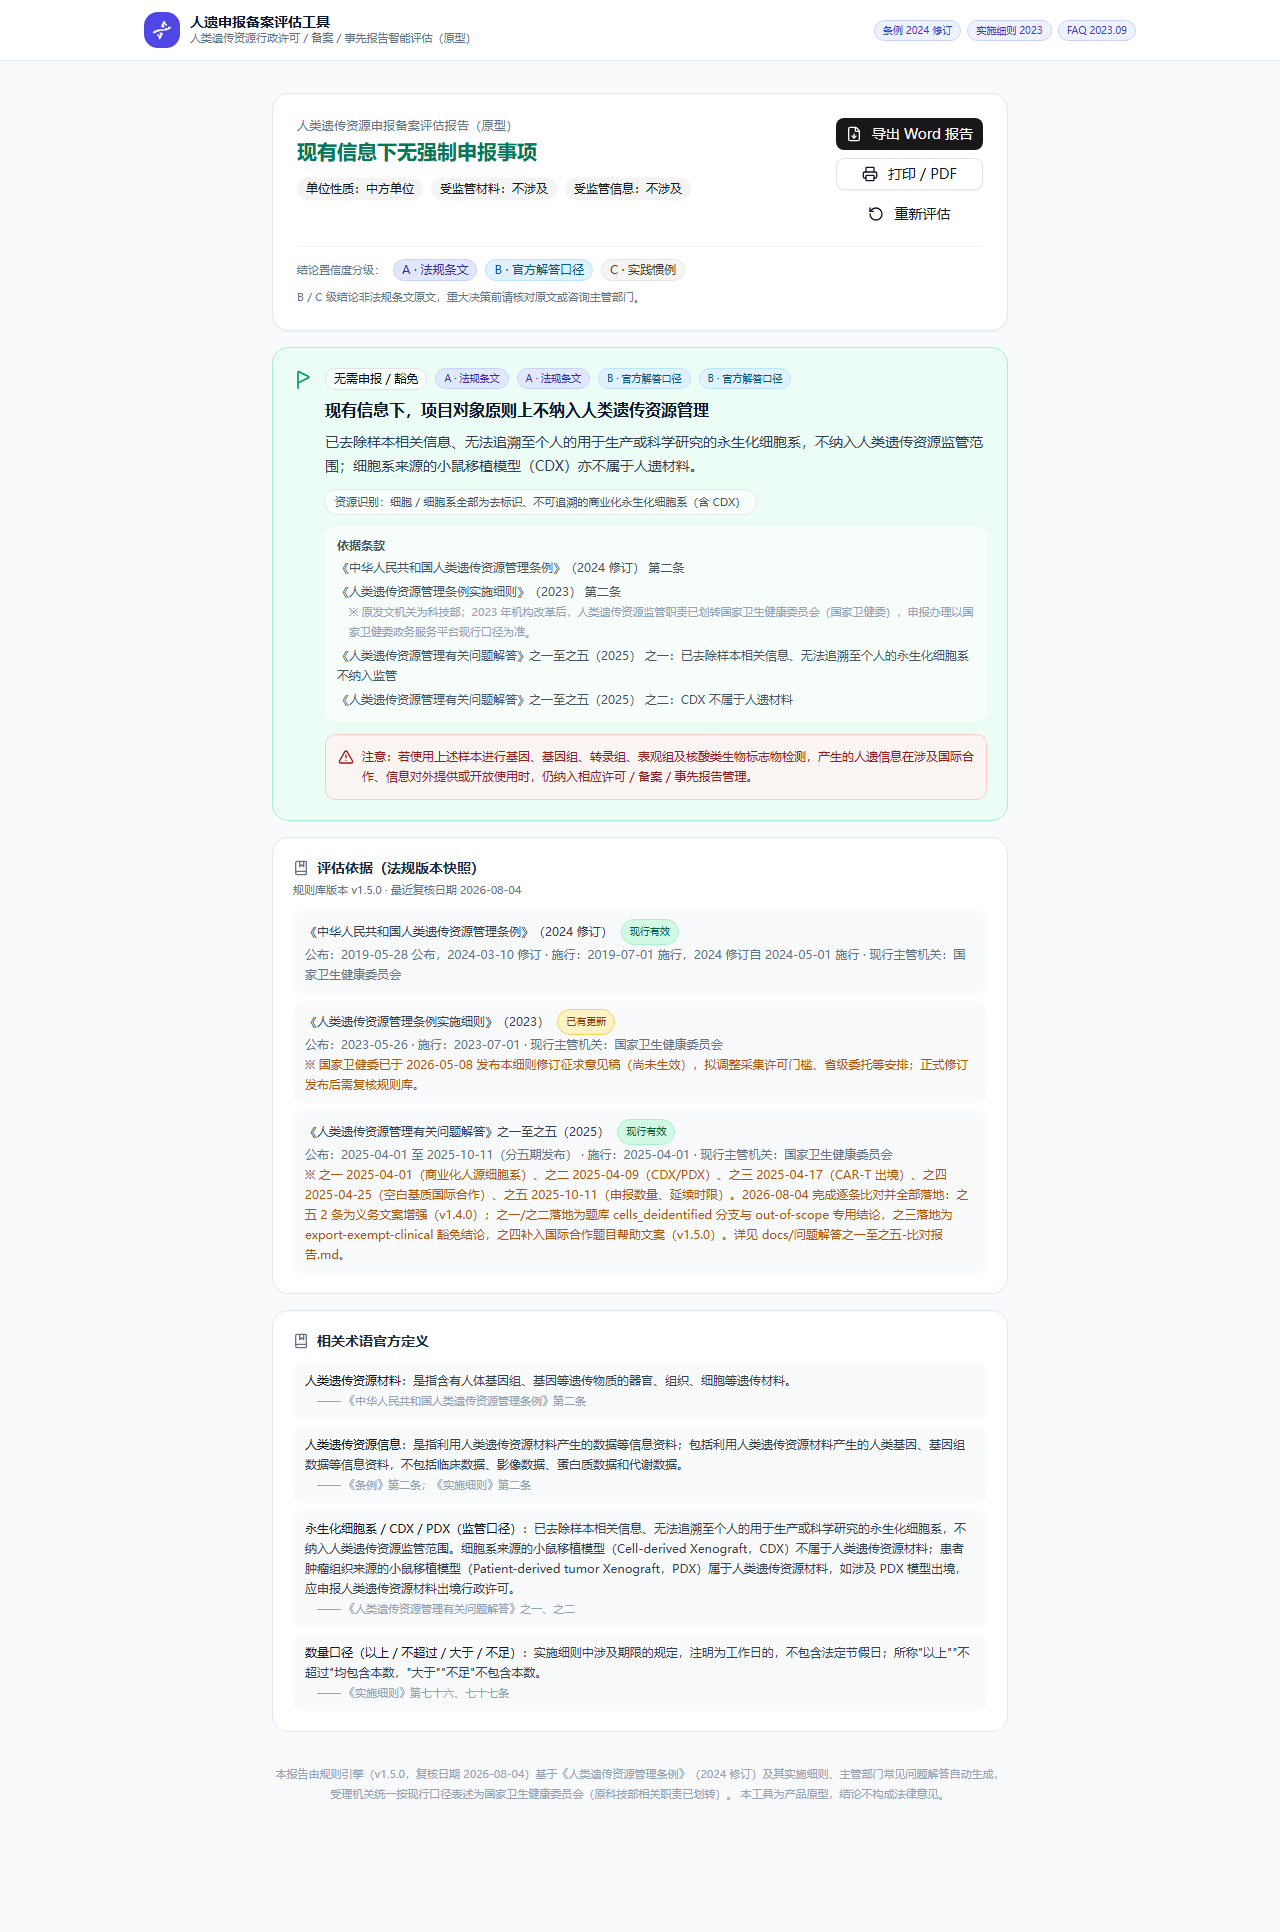 人遗申报备案评估工具
人类遗传资源行政许可 / 备案 / 事先报告智能评估（原型）
条例 2024 修订
实施细则 2023
FAQ 2023.09
人类遗传资源申报备案评估报告（原型）
现有信息下无强制申报事项
单位性质：中方单位
受监管材料：不涉及
受监管信息：不涉及
导出 Word 报告
打印 / PDF
重新评估
结论置信度分级：
A · 法规条文
B · 官方解答口径
C · 实践惯例
B / C 级结论非法规条文原文，重大决策前请核对原文或咨询主管部门。
无需申报 / 豁免
A · 法规条文
A · 法规条文
B · 官方解答口径
B · 官方解答口径
现有信息下，项目对象原则上不纳入人类遗传资源管理
已去除样本相关信息、无法追溯至个人的用于生产或科学研究的永生化细胞系，不纳入人类遗传资源监管范
围；细胞系来源的小鼠移植模型（CDX）亦不属于人遗材料。
资源识别：细胞 / 细胞系全部为去标识、不可追溯的商业化永生化细胞系（含 CDX）
依据条款
《中华人民共和国人类遗传资源管理条例》（2024 修订） 第二条
《人类遗传资源管理条例实施细则》（2023） 第二条
※ 原发文机关为科技部；2023 年机构改革后，人类遗传资源监管职责已划转国家卫生健康委员会（国家卫健委），申报办理以国
家卫健委政务服务平台现行口径为准。
《人类遗传资源管理有关问题解答》之一至之五（2025） 之一：已去除样本相关信息、无法追溯至个人的永生化细胞系
不纳入监管
《人类遗传资源管理有关问题解答》之一至之五（2025） 之二：CDX 不属于人遗材料
注意：若使用上述样本进行基因、基因组、转录组、表观组及核酸类生物标志物检测，产生的人遗信息在涉及国际合
作、信息对外提供或开放使用时，仍纳入相应许可 / 备案 / 事先报告管理。
评估依据（法规版本快照）
规则库版本 v1.5.0 · 最近复核日期 2026-08-04
《中华人民共和国人类遗传资源管理条例》（2024 修订）
现行有效
公布：2019-05-28 公布，2024-03-10 修订 · 施行：2019-07-01 施行，2024 修订自 2024-05-01 施行 · 现行主管机关：国
家卫生健康委员会
《人类遗传资源管理条例实施细则》（2023）
已有更新
公布：2023-05-26 · 施行：2023-07-01 · 现行主管机关：国家卫生健康委员会
※ 国家卫健委已于 2026-05-08 发布本细则修订征求意见稿（尚未生效），拟调整采集许可门槛、省级委托等安排；正式修订
发布后需复核规则库。
《人类遗传资源管理有关问题解答》之一至之五（2025）
现行有效
公布：2025-04-01 至 2025-10-11（分五期发布） · 施行：2025-04-01 · 现行主管机关：国家卫生健康委员会
※ 之一 2025-04-01（商业化人源细胞系）、之二 2025-04-09（CDX/PDX）、之三 2025-04-17（CAR-T 出境）、之四
2025-04-25（空白基质国际合作）、之五 2025-10-11（申报数量、延续时限）。2026-08-04 完成逐条比对并全部落地：之
五 2 条为义务文案增强（v1.4.0）；之一/之二落地为题库 cells_deidentified 分支与 out-of-scope 专用结论，之三落地为
export-exempt-clinical 豁免结论，之四补入国际合作题目帮助文案（v1.5.0）。详见 docs/问题解答之一至之五-比对报
告.md。
相关术语官方定义
人类遗传资源材料：是指含有人体基因组、基因等遗传物质的器官、组织、细胞等遗传材料。
—— 《中华人民共和国人类遗传资源管理条例》第二条
人类遗传资源信息：是指利用人类遗传资源材料产生的数据等信息资料；包括利用人类遗传资源材料产生的人类基因、基因组
数据等信息资料，不包括临床数据、影像数据、蛋白质数据和代谢数据。
—— 《条例》第二条；《实施细则》第二条
永生化细胞系 / CDX / PDX（监管口径）：已去除样本相关信息、无法追溯至个人的用于生产或科学研究的永生化细胞系，不
纳入人类遗传资源监管范围。细胞系来源的小鼠移植模型（Cell-derived Xenograft，CDX）不属于人类遗传资源材料；患者
肿瘤组织来源的小鼠移植模型（Patient-derived tumor Xenograft，PDX）属于人类遗传资源材料，如涉及 PDX 模型出境，
应申报人类遗传资源材料出境行政许可。
—— 《人类遗传资源管理有关问题解答》之一、之二
数量口径（以上 / 不超过 / 大于 / 不足）：实施细则中涉及期限的规定，注明为工作日的，不包含法定节假日；所称"以上""不
超过"均包含本数，"大于""不足"不包含本数。
—— 《实施细则》第七十六、七十七条
本报告由规则引擎（v1.5.0，复核日期 2026-08-04）基于《人类遗传资源管理条例》（2024 修订）及其实施细则、主管部门常见问题解答自动生成，
受理机关统一按现行口径表述为国家卫生健康委员会（原科技部相关职责已划转）。 本工具为产品原型，结论不构成法律意见。